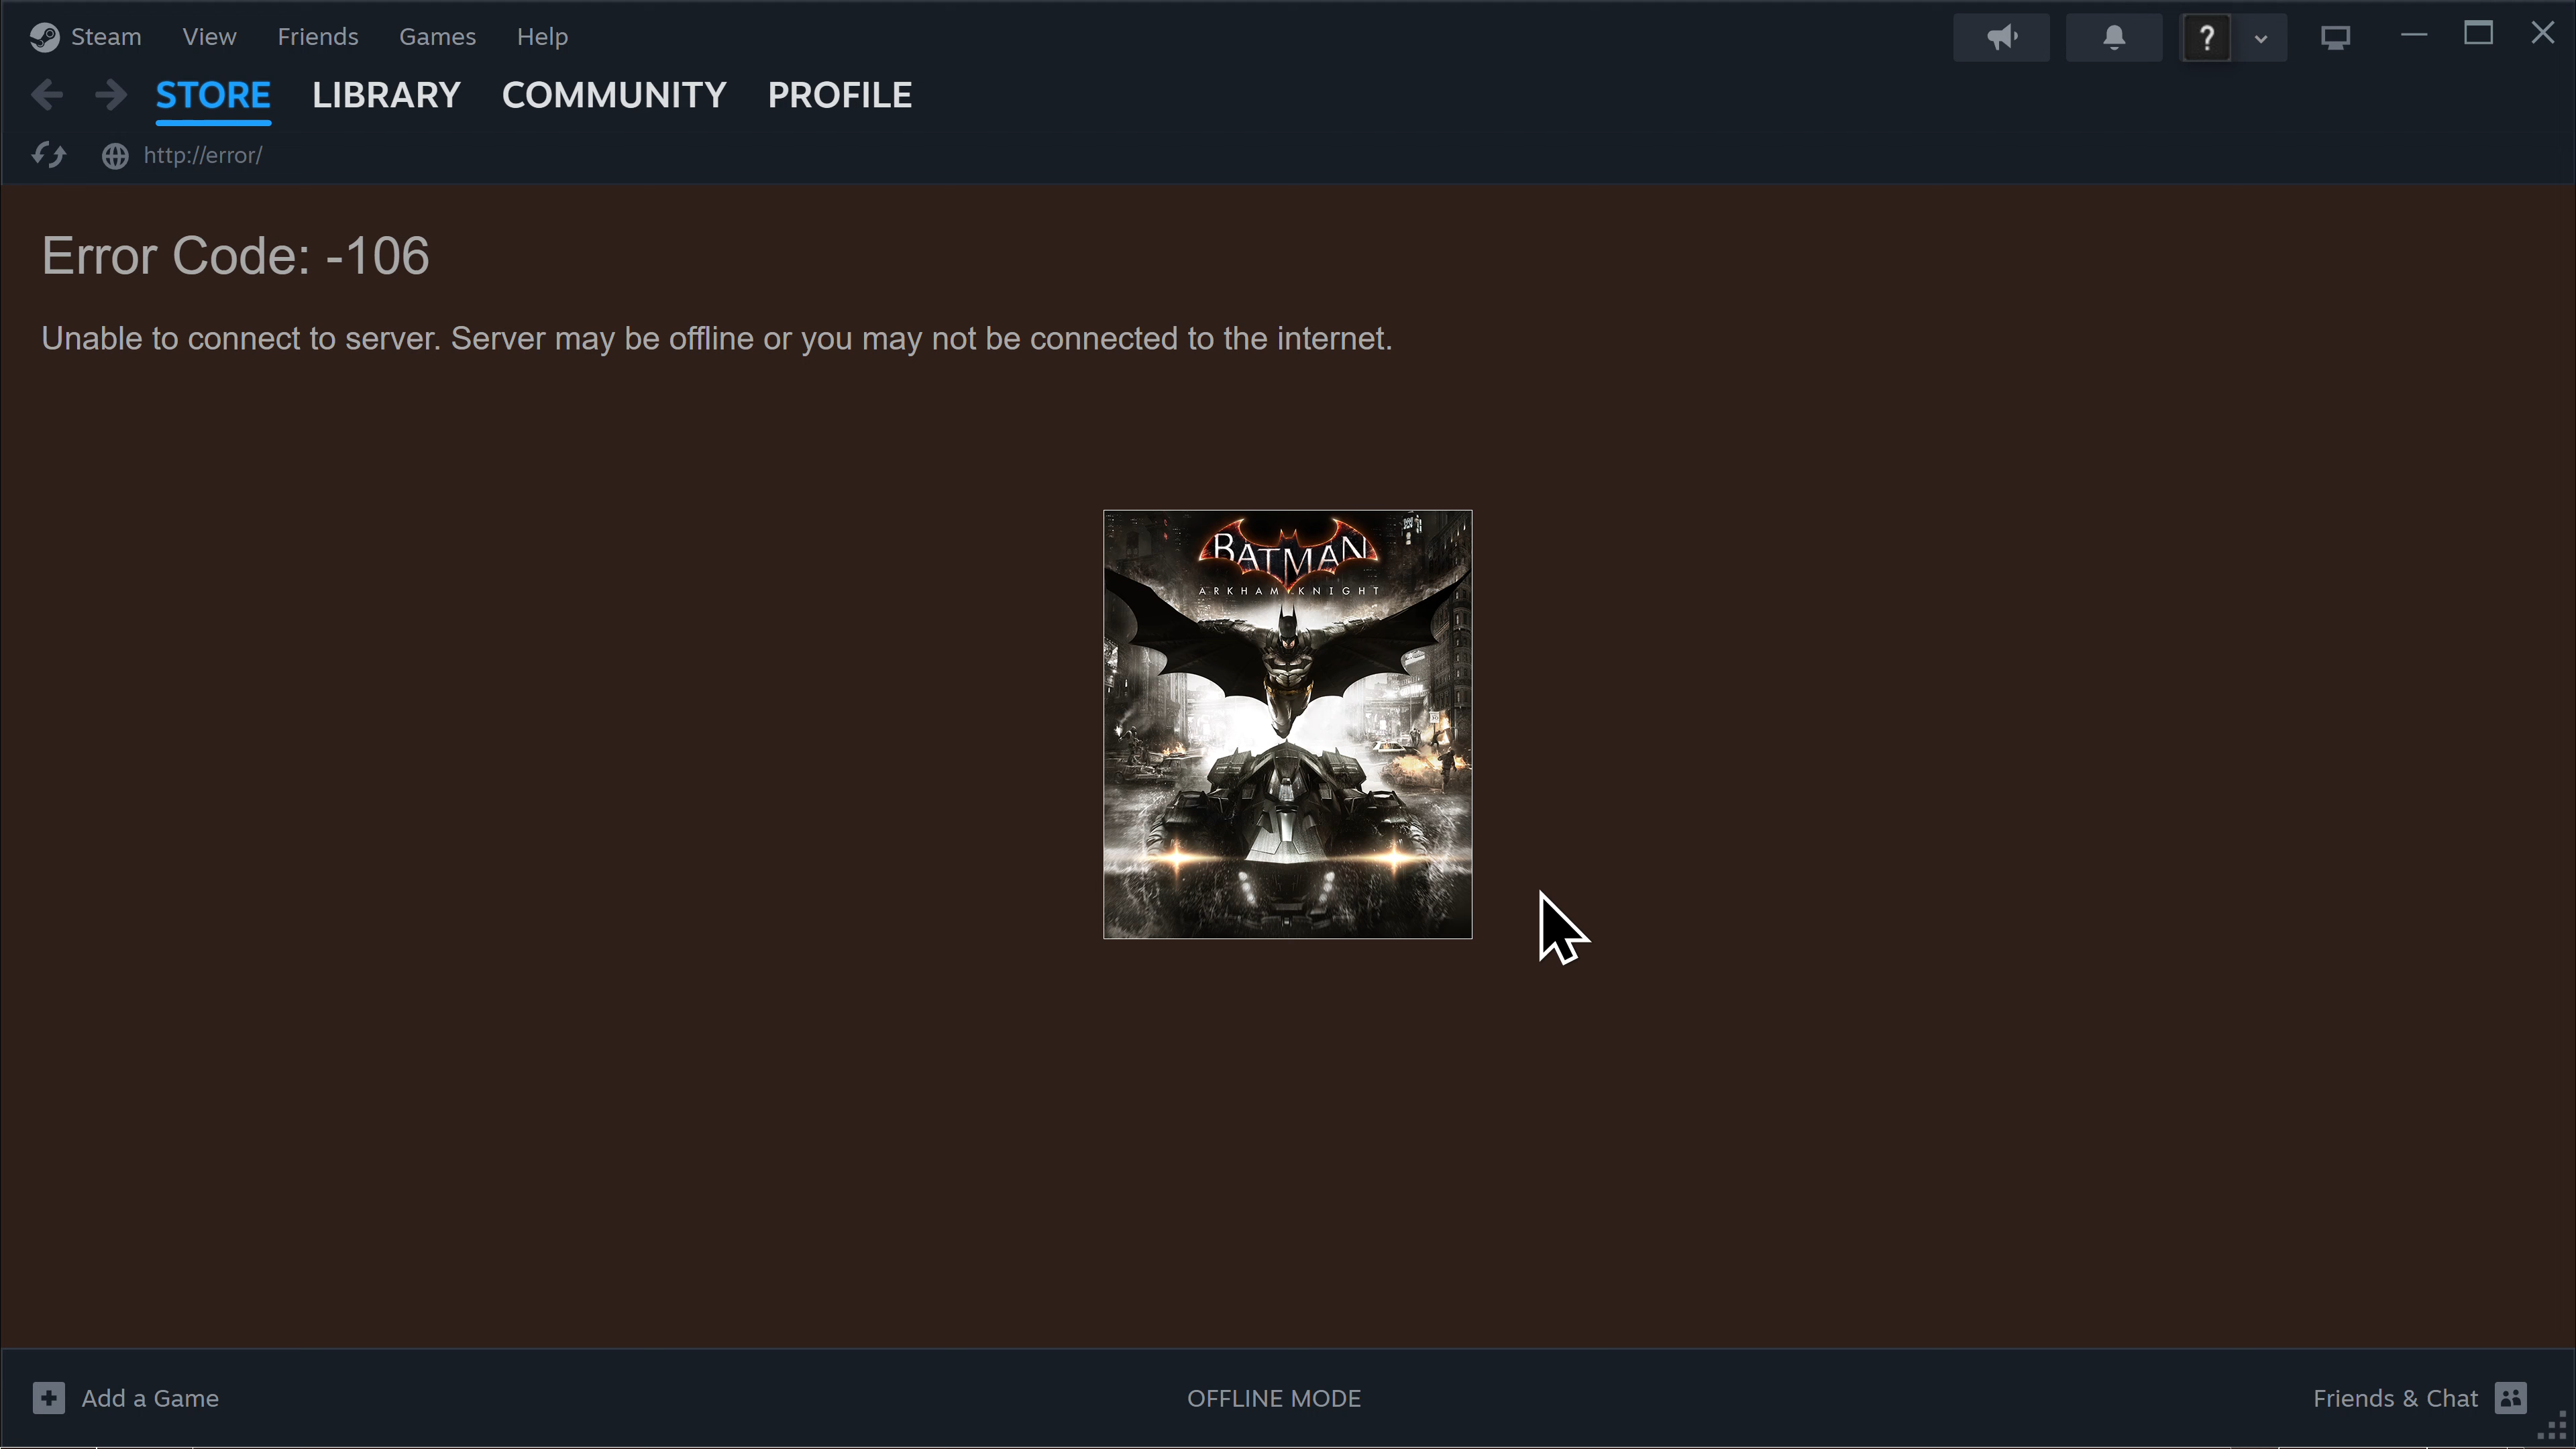 Steam View Friends Games Help
?
STORE LIBRARY COMMUNITY PROFILE
http://error/
Error Code: -106
Unable to connect to server. Server may be offline or you may not be connected to the internet.
BATMAN
ARKHAM KNIGHT
Add a Game
OFFLINE MODE
Friends & Chat